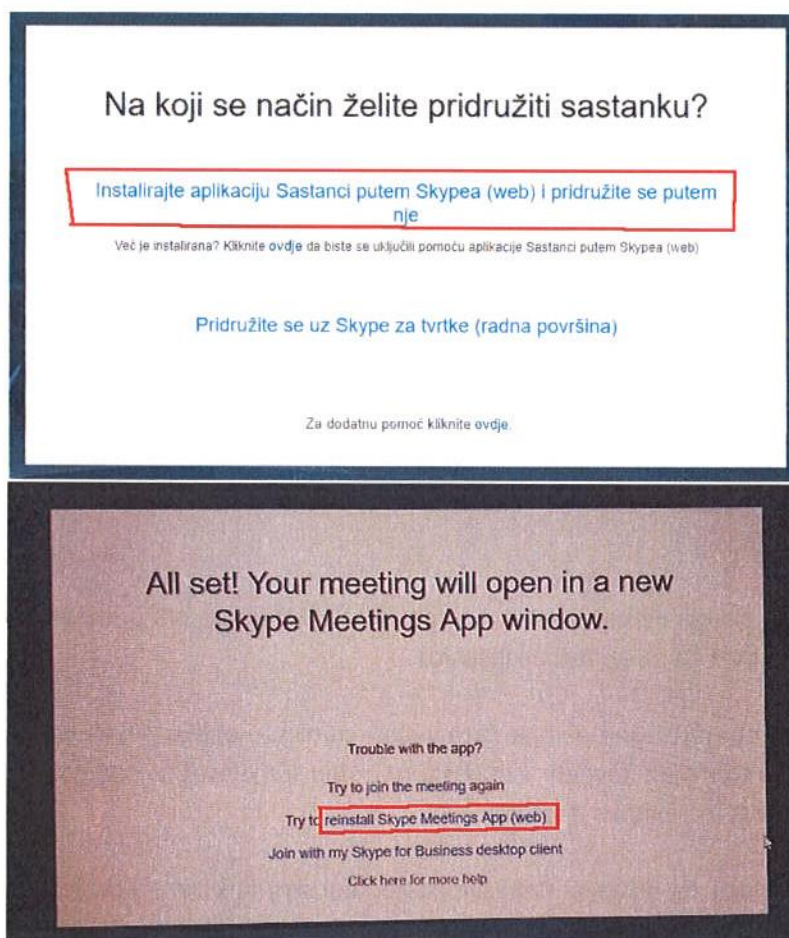 Na koji se način želite pridružiti sastanku?
Instalirajte aplikaciju Sastanci putem Skypea (web) i pridružite se putem
nje
Već je instalirana? Kliknite ovdje da biste se uključili pomoću aplikacije Sastanci putem Skypea (web)
Pridružite se uz Skype za tvrtke (radna površina)
Za dodatnu pomoć kliknite ovdje.
All set! Your meeting will open in a new
Skype Meetings App window.
Trouble with the app?
Try to join the meeting again
Try to reinstall Skype Meetings App (web)
Join with my Skype for Business desktop client
Click here for more help